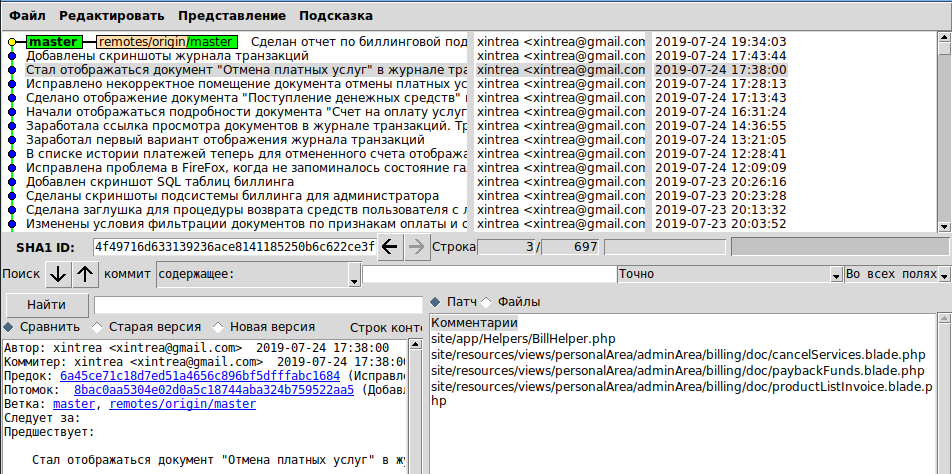 Файл Редактировать Представление Подсказка
master remotes/origin/master Сделан отчет по биллинговой под xintrea <xintrea@gmail.com 2019-07-24 19:34:03
Добавлены скриншоты журнала транзакций xintrea <xintrea@gmail.com 2019-07-24 17:43:44
Стал отображаться документ "Отмена платных услуг" в журнале тра xintrea <xintrea@gmail.com 2019-07-24 17:38:00
Исправлено некорректное помещение документа отмены платных ус xintrea <xintrea@gmail.com 2019-07-24 17:28:13
Сделано отображение документа "Поступление денежных средств" xintrea <xintrea@gmail.com 2019-07-24 17:13:43
Начали отображаться подробности документа "Счет на оплату услуг xintrea <xintrea@gmail.com 2019-07-24 16:31:24
Заработала ссылка просмотра документов в журнале транзакций. Тр xintrea <xintrea@gmail.com 2019-07-24 14:36:55
Заработал первый вариант отображения журнала транзакций xintrea <xintrea@gmail.com 2019-07-24 13:21:05
В списке истории платежей теперь для отмененного счета отобража xintrea <xintrea@gmail.com 2019-07-24 12:28:41
Исправлена проблема в FireFox, когда не запоминалось состояние га xintrea <xintrea@gmail.com 2019-07-24 12:09:09
Добавлен скриншот SQL таблиц биллинга xintrea <xintrea@gmail.com 2019-07-23 20:26:16
Сделаны скриншоты подсистемы биллинга для администратора xintrea <xintrea@gmail.com 2019-07-23 20:23:28
Сделана заглушка для процедуры возврата средств пользователя с л xintrea <xintrea@gmail.com 2019-07-23 20:13:32
Изменены условия фильтрации документов по признакам оплаты и с xintrea <xintrea@gmail.com 2019-07-23 20:03:52
SHA1 ID: 4f49716d633139236ace8141185250b6c622ce3f Строка 3 / 697
Поиск коммит содержащее: Точно Во всех полях
Найти
Сравнить Старая версия Новая версия Строк конте
Автор: xintrea <xintrea@gmail.com> 2019-07-24 17:38:00
Коммитер: xintrea <xintrea@gmail.com> 2019-07-24 17:38:00
Предок: 6a45ce71c18d7ed51a4656c896bf5dfffabc1684 (Исправле
Потомок: 8bac0aa5304e02d0a5c18744aba324b759522aa5 (Добавл
Ветка: master, remotes/origin/master
Следует за:
Предшествует:
Стал отображаться документ "Отмена платных услуг" в жу
Патч Файлы
Комментарии
site/app/Helpers/BillHelper.php
site/resources/views/personalArea/adminArea/billing/doc/cancelServices.blade.php
site/resources/views/personalArea/adminArea/billing/doc/paybackFunds.blade.php
site/resources/views/personalArea/adminArea/billing/doc/productListInvoice.blade.p
hp